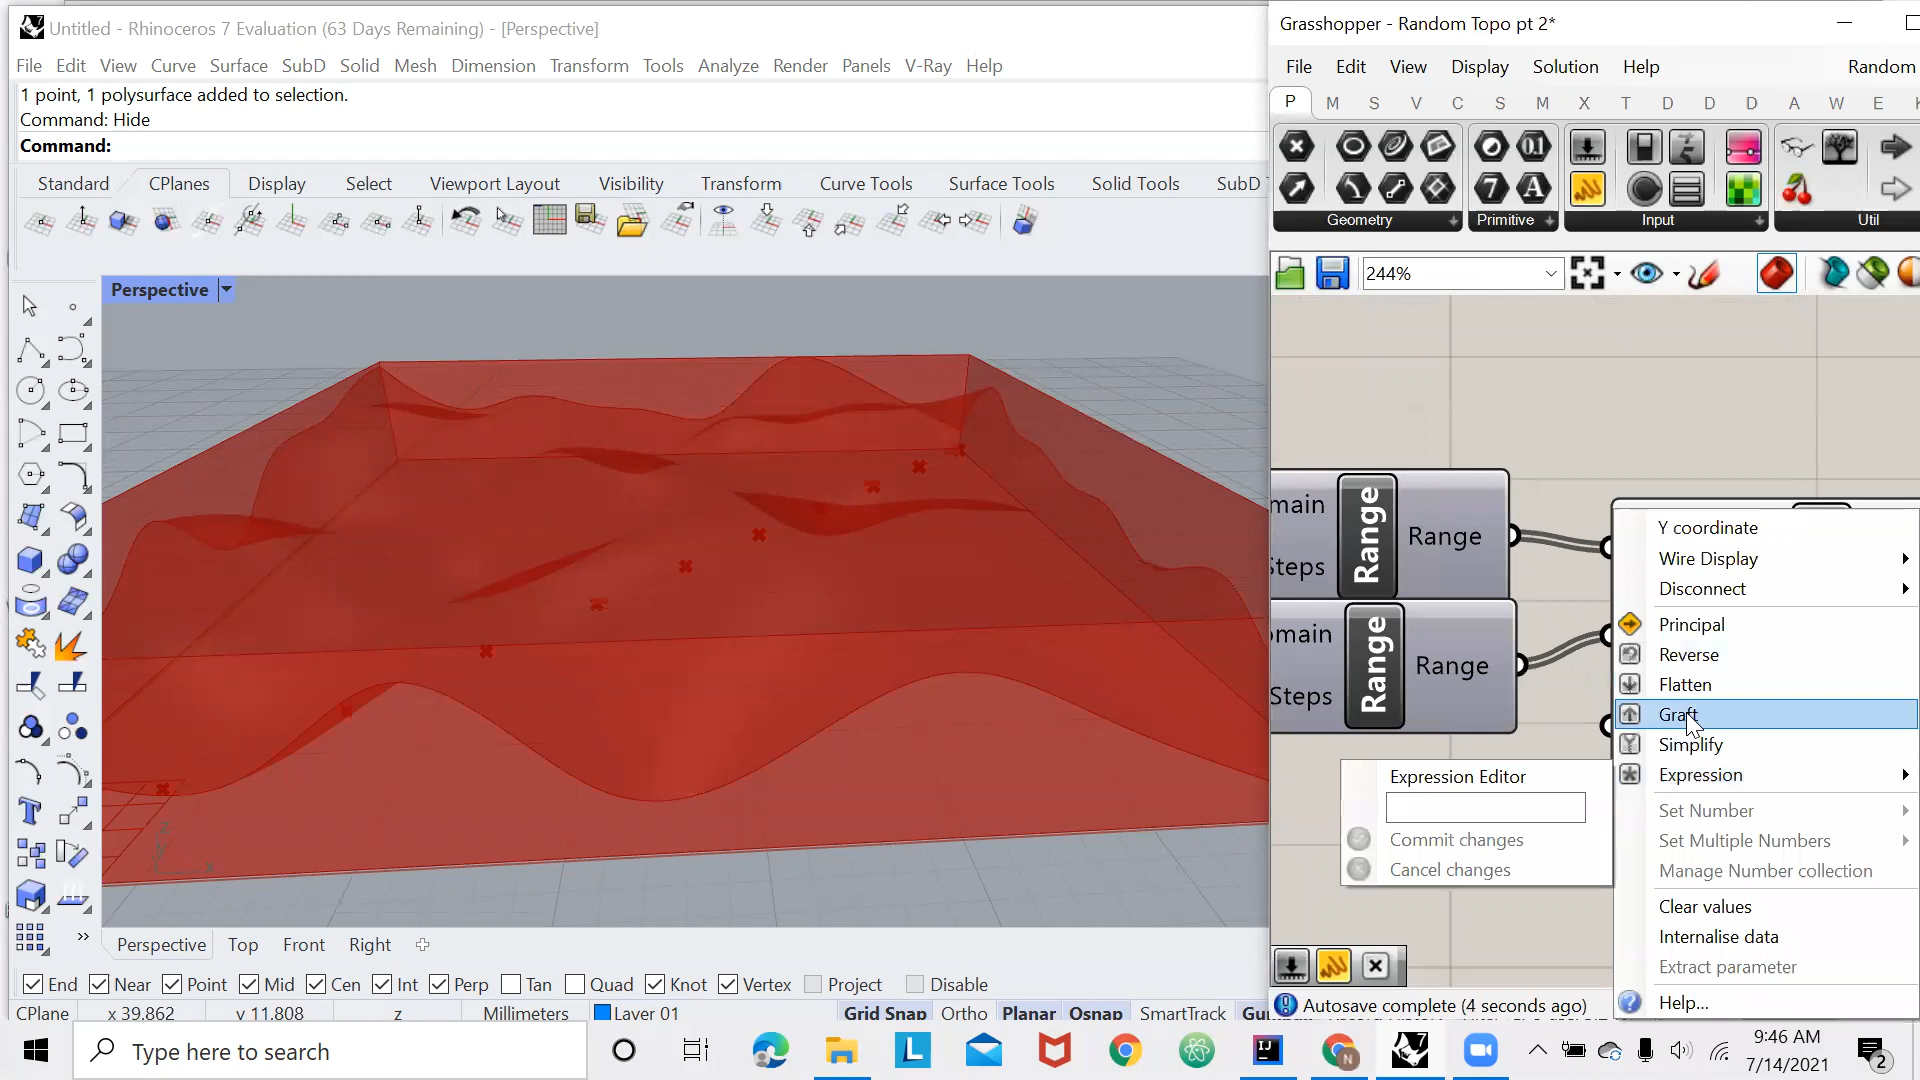 Untitled - Rhinoceros 7 Evaluation (63 Days Remaining) - [Perspective]
File Edit View Curve Surface SubD Solid Mesh Dimension Transform Tools Analyze Render Panels V-Ray Help
1 point, 1 polysurface added to selection.
Command: Hide
Command:
Standard CPlanes Display Select Viewport Layout Visibility Transform Curve Tools Surface Tools Solid Tools SubD T
Perspective
Perspective Top Front Right
End Near Point Mid Cen Int Perp Tan Quad Knot Vertex Project Disable
CPlane x 39.862 y 11.808 z Millimeters Layer 01 Grid Snap Ortho Planar Osnap SmartTrack Gu
Grasshopper - Random Topo pt 2*
File Edit View Display Solution Help Random
P M S V C S M X T D D D A W E
Geometry Primitive Input Util
244%
main
Steps
Range
Range
omain
Steps
Range
Range
Y coordinate
Wire Display
Disconnect
Principal
Reverse
Flatten
Graft
Simplify
Expression
Set Number
Set Multiple Numbers
Manage Number collection
Clear values
Internalise data
Extract parameter
Help...
Expression Editor
Commit changes
Cancel changes
Autosave complete (4 seconds ago)
Type here to search
9:46 AM
7/14/2021
2